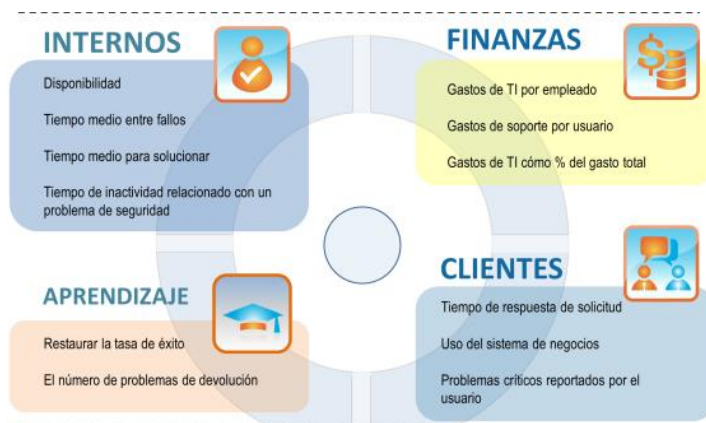 INTERNOS
Disponibilidad
Tiempo medio entre fallos
Tiempo medio para solucionar
Tiempo de inactividad relacionado con un
problema de seguridad
FINANZAS
Gastos de TI por empleado
Gastos de soporte por usuario
Gastos de TI cómo % del gasto total
APRENDIZAJE
Restaurar la tasa de éxito
El número de problemas de devolución
CLIENTES
Tiempo de respuesta de solicitud
Uso del sistema de negocios
Problemas críticos reportados por el
usuario